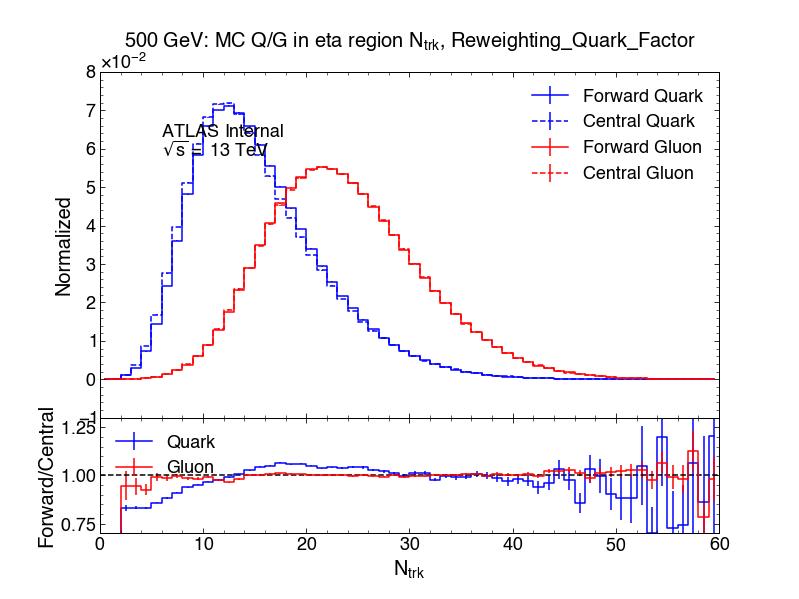 500 GeV: MC Q/G in eta region Ntrk, Reweighting_Quark_Factor
×10−2
8
7
6
5
4
3
2
1
0
−1
Normalized
ATLAS Internal
√s = 13 TeV
Forward Quark
Central Quark
Forward Gluon
Central Gluon
1.25
1.00
0.75
Forward/Central
Quark
Gluon
0 10 20 30 40 50 60
Ntrk